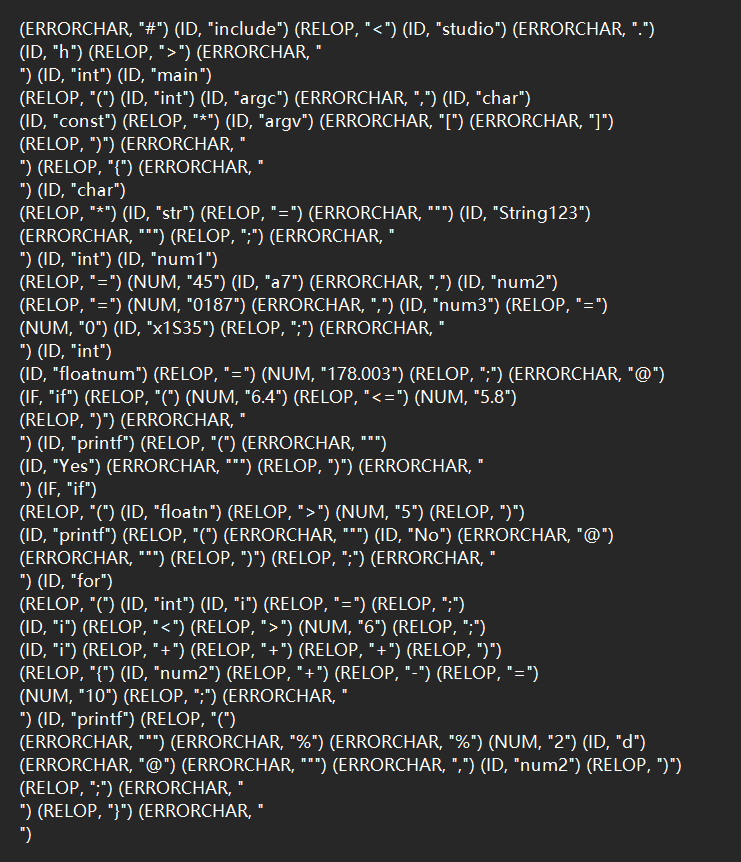 (ERRORCHAR, "#") (ID, "include") (RELOP, "<") (ID, "studio") (ERRORCHAR, ".")
(ID, "h") (RELOP, ">") (ERRORCHAR, "
") (ID, "int") (ID, "main")
(RELOP, "(") (ID, "int") (ID, "argc") (ERRORCHAR, ",") (ID, "char")
(ID, "const") (RELOP, "*") (ID, "argv") (ERRORCHAR, "[") (ERRORCHAR, "]")
(RELOP, ")") (ERRORCHAR, "
") (RELOP, "{") (ERRORCHAR, "
") (ID, "char")
(RELOP, "*") (ID, "str") (RELOP, "=") (ERRORCHAR, """) (ID, "String123")
(ERRORCHAR, """) (RELOP, ";") (ERRORCHAR, "
") (ID, "int") (ID, "num1")
(RELOP, "=") (NUM, "45") (ID, "a7") (ERRORCHAR, ",") (ID, "num2")
(RELOP, "=") (NUM, "0187") (ERRORCHAR, ",") (ID, "num3") (RELOP, "=")
(NUM, "0") (ID, "x1S35") (RELOP, ";") (ERRORCHAR, "
") (ID, "int")
(ID, "floatnum") (RELOP, "=") (NUM, "178.003") (RELOP, ";") (ERRORCHAR, "@")
(IF, "if") (RELOP, "(") (NUM, "6.4") (RELOP, "<=") (NUM, "5.8")
(RELOP, ")") (ERRORCHAR, "
") (ID, "printf") (RELOP, "(") (ERRORCHAR, """)
(ID, "Yes") (ERRORCHAR, """) (RELOP, ")") (ERRORCHAR, "
") (IF, "if")
(RELOP, "(") (ID, "floatn") (RELOP, ">") (NUM, "5") (RELOP, ")")
(ID, "printf") (RELOP, "(") (ERRORCHAR, """) (ID, "No") (ERRORCHAR, "@")
(ERRORCHAR, """) (RELOP, ")") (RELOP, ";") (ERRORCHAR, "
") (ID, "for")
(RELOP, "(") (ID, "int") (ID, "i") (RELOP, "=") (RELOP, ";")
(ID, "i") (RELOP, "<") (RELOP, ">") (NUM, "6") (RELOP, ";")
(ID, "i") (RELOP, "+") (RELOP, "+") (RELOP, "+") (RELOP, ")")
(RELOP, "{") (ID, "num2") (RELOP, "+") (RELOP, "-") (RELOP, "=")
(NUM, "10") (RELOP, ";") (ERRORCHAR, "
") (ID, "printf") (RELOP, "(")
(ERRORCHAR, """) (ERRORCHAR, "%") (ERRORCHAR, "%") (NUM, "2") (ID, "d")
(ERRORCHAR, "@") (ERRORCHAR, """) (ERRORCHAR, ",") (ID, "num2") (RELOP, ")")
(RELOP, ";") (ERRORCHAR, "
") (RELOP, "}") (ERRORCHAR, "
")